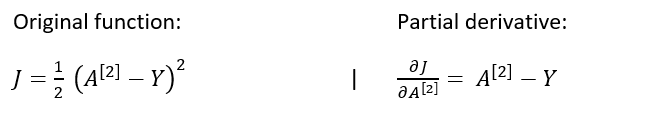 Original function: Partial derivative:
J = 1/2 (A^[2] − Y)^2 | ∂J/∂A^[2] = A^[2] − Y